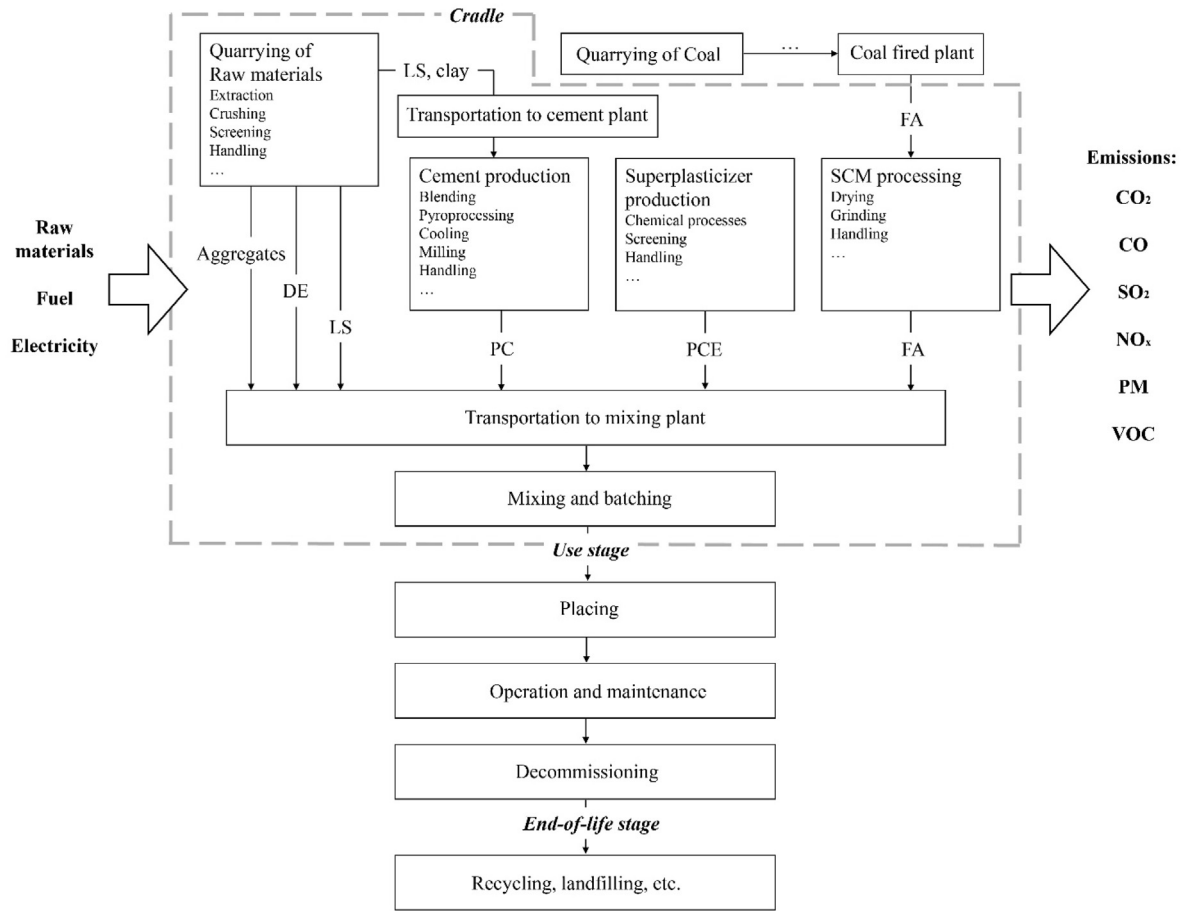 Cradle
Quarrying of
Raw materials
Extraction
Crushing
Screening
Handling
…
LS, clay
Quarrying of Coal
…
Coal fired plant
Transportation to cement plant
FA
Cement production
Blending
Pyroprocessing
Cooling
Milling
Handling
…
Superplasticizer
production
Chemical processes
Screening
Handling
…
SCM processing
Drying
Grinding
Handling
…
Raw
materials
Fuel
Electricity
Aggregates
DE
LS
PC
PCE
FA
Emissions:
CO₂
CO
SO₂
NOₓ
PM
VOC
Transportation to mixing plant
Mixing and batching
Use stage
Placing
Operation and maintenance
Decommissioning
End-of-life stage
Recycling, landfilling, etc.